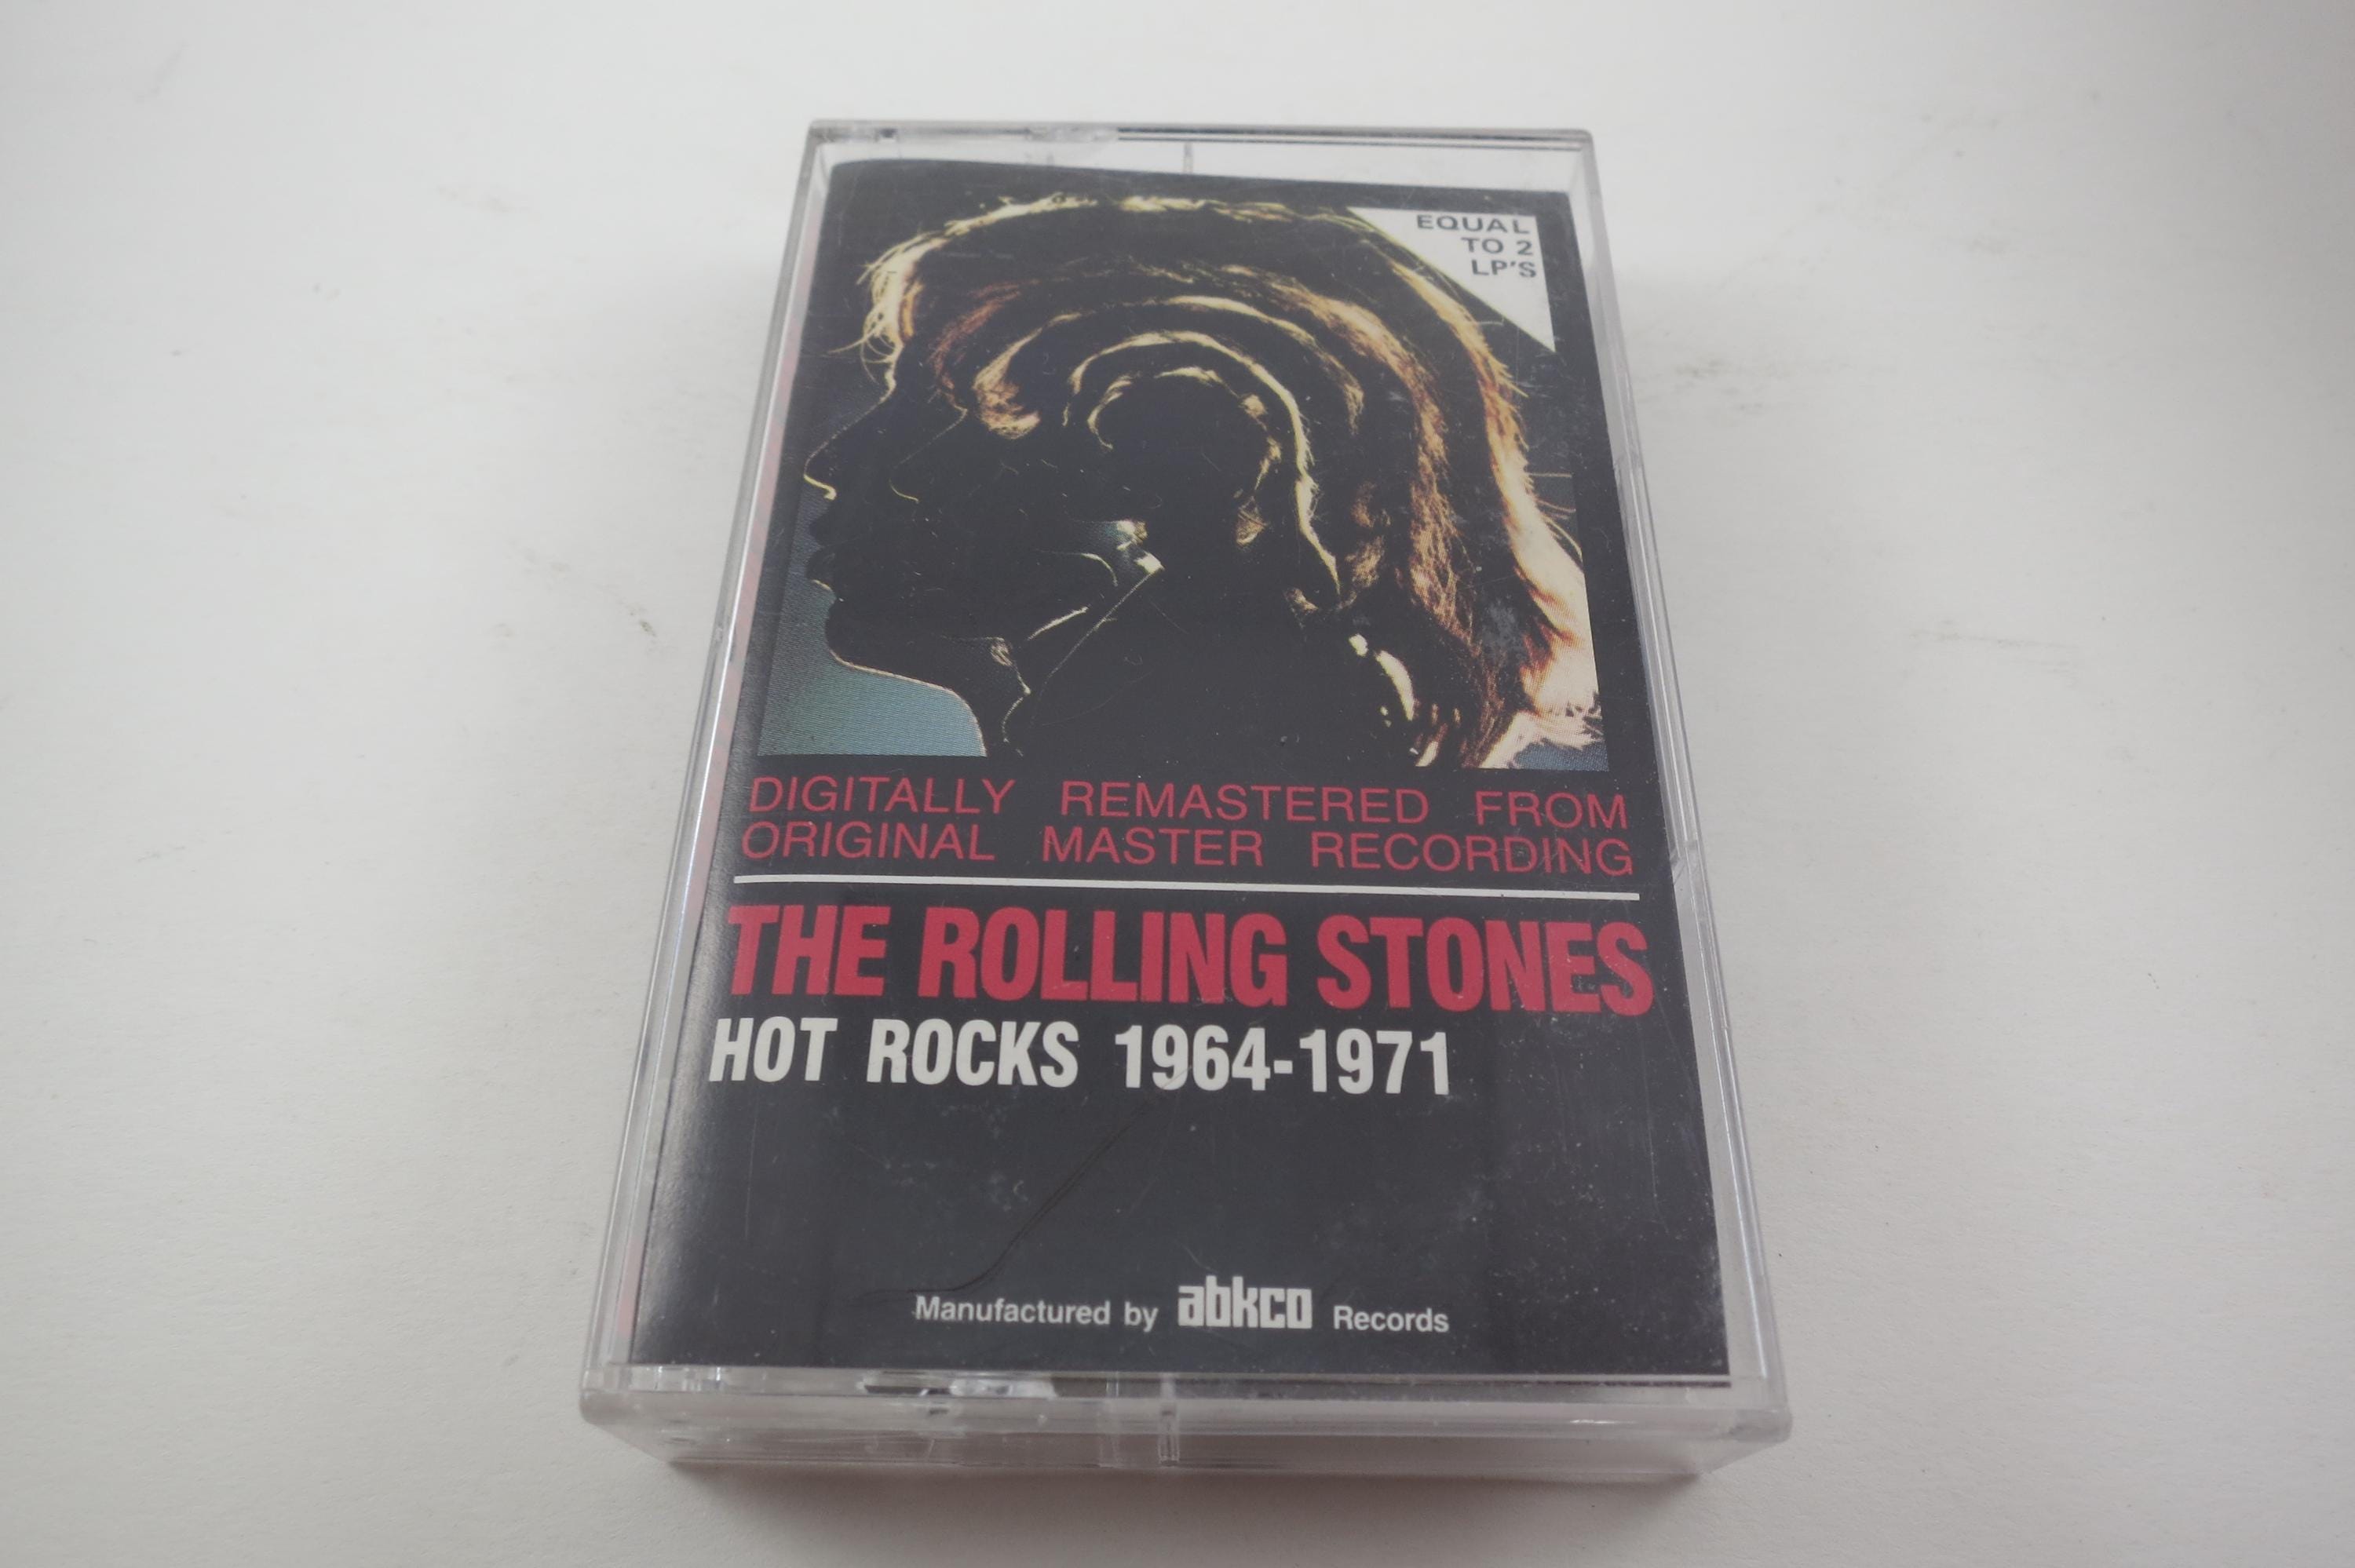 EQUAL
TO 2
LP'S
DIGITALLY REMASTERED FROM
ORIGINAL MASTER RECORDING
THE ROLLING STONES
HOT ROCKS 1964-1971
Manufactured by abkco Records